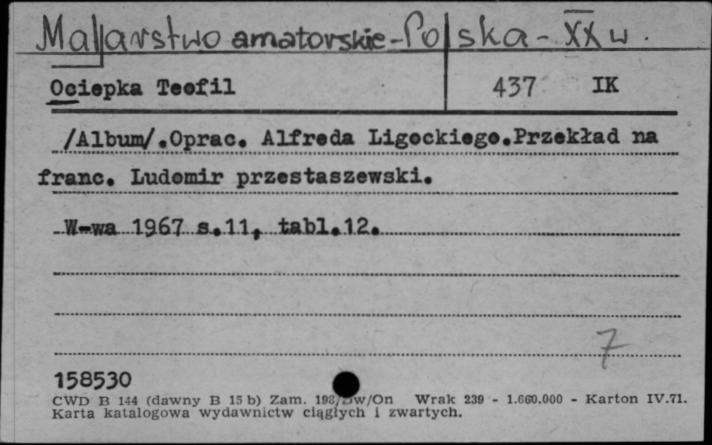 Malarstwo amatorskie - Polska - XX w.
Ociepka Teofil 437 IK
/Album/.Oprac. Alfreda Ligockiego.Przekład na
franc. Ludomir przestaszewski.
W-wa 1967 s.11, tabl.12.
7
158530
CWD B 144 (dawny B 15 b) Zam. /Dw/On Wrak 239 - 1.660.000 - Karton IV.71.
Karta katalogowa wydawnictw ciągłych i zwartych.